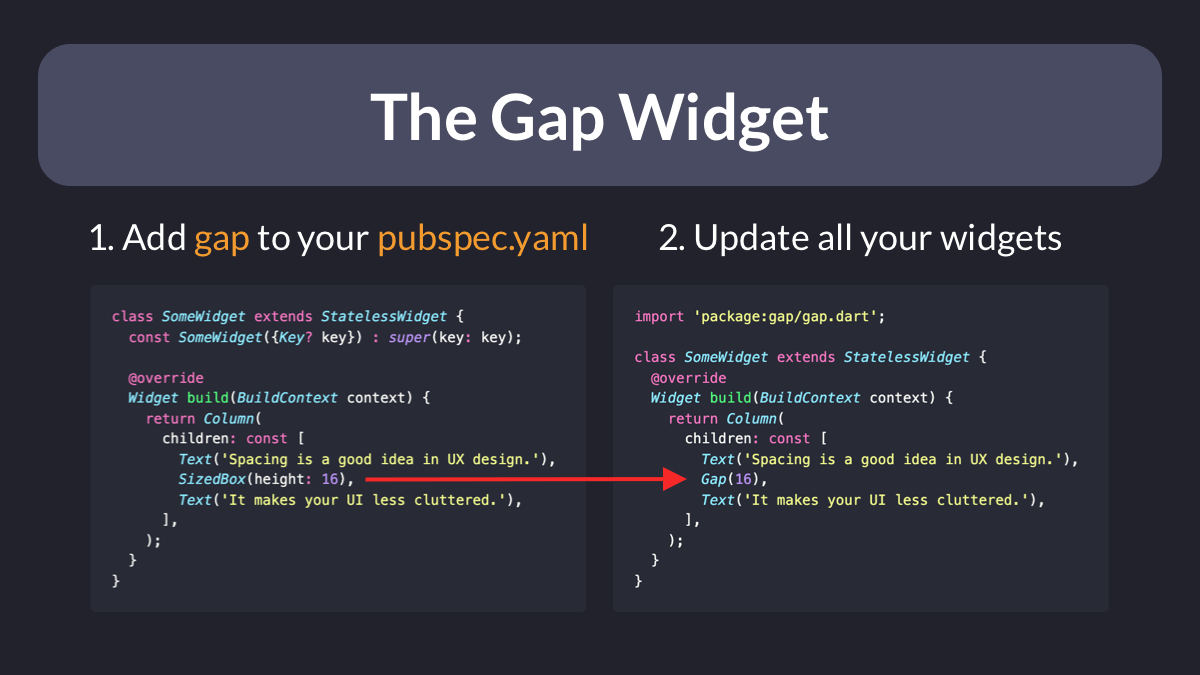 The Gap Widget
1. Add gap to your pubspec.yaml
class SomeWidget extends StatelessWidget {
  const SomeWidget({Key? key}) : super(key: key);

  @override
  Widget build(BuildContext context) {
    return Column(
      children: const [
        Text('Spacing is a good idea in UX design.'),
        SizedBox(height: 16),
        Text('It makes your UI less cluttered.'),
      ],
    );
  }
}
2. Update all your widgets
import 'package:gap/gap.dart';

class SomeWidget extends StatelessWidget {
  @override
  Widget build(BuildContext context) {
    return Column(
      children: const [
        Text('Spacing is a good idea in UX design.'),
        Gap(16),
        Text('It makes your UI less cluttered.'),
      ],
    );
  }
}